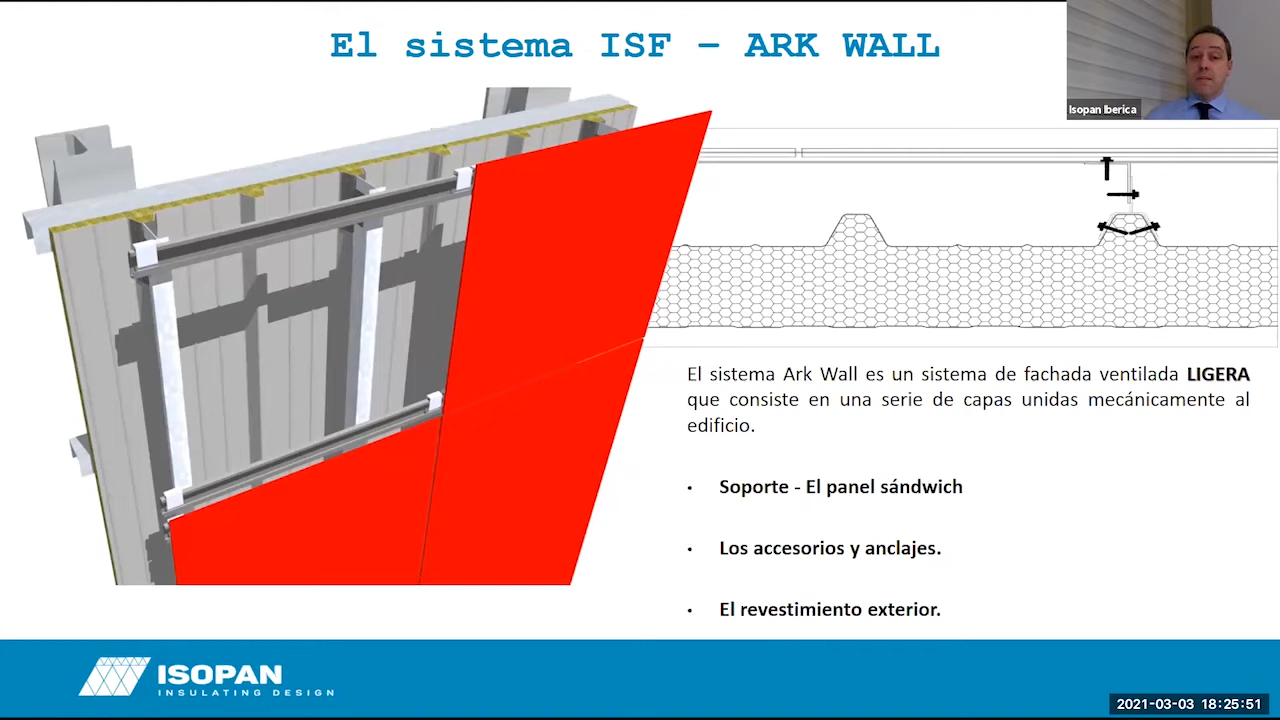 El sistema ISF – ARK WALL
Isopan Iberica
El sistema Ark Wall es un sistema de fachada ventilada LIGERA
que consiste en una serie de capas unidas mecánicamente al
edificio.
• Soporte - El panel sándwich
• Los accesorios y anclajes.
• El revestimiento exterior.
ISOPAN
INSULATING DESIGN
2021-03-03 18:25:51